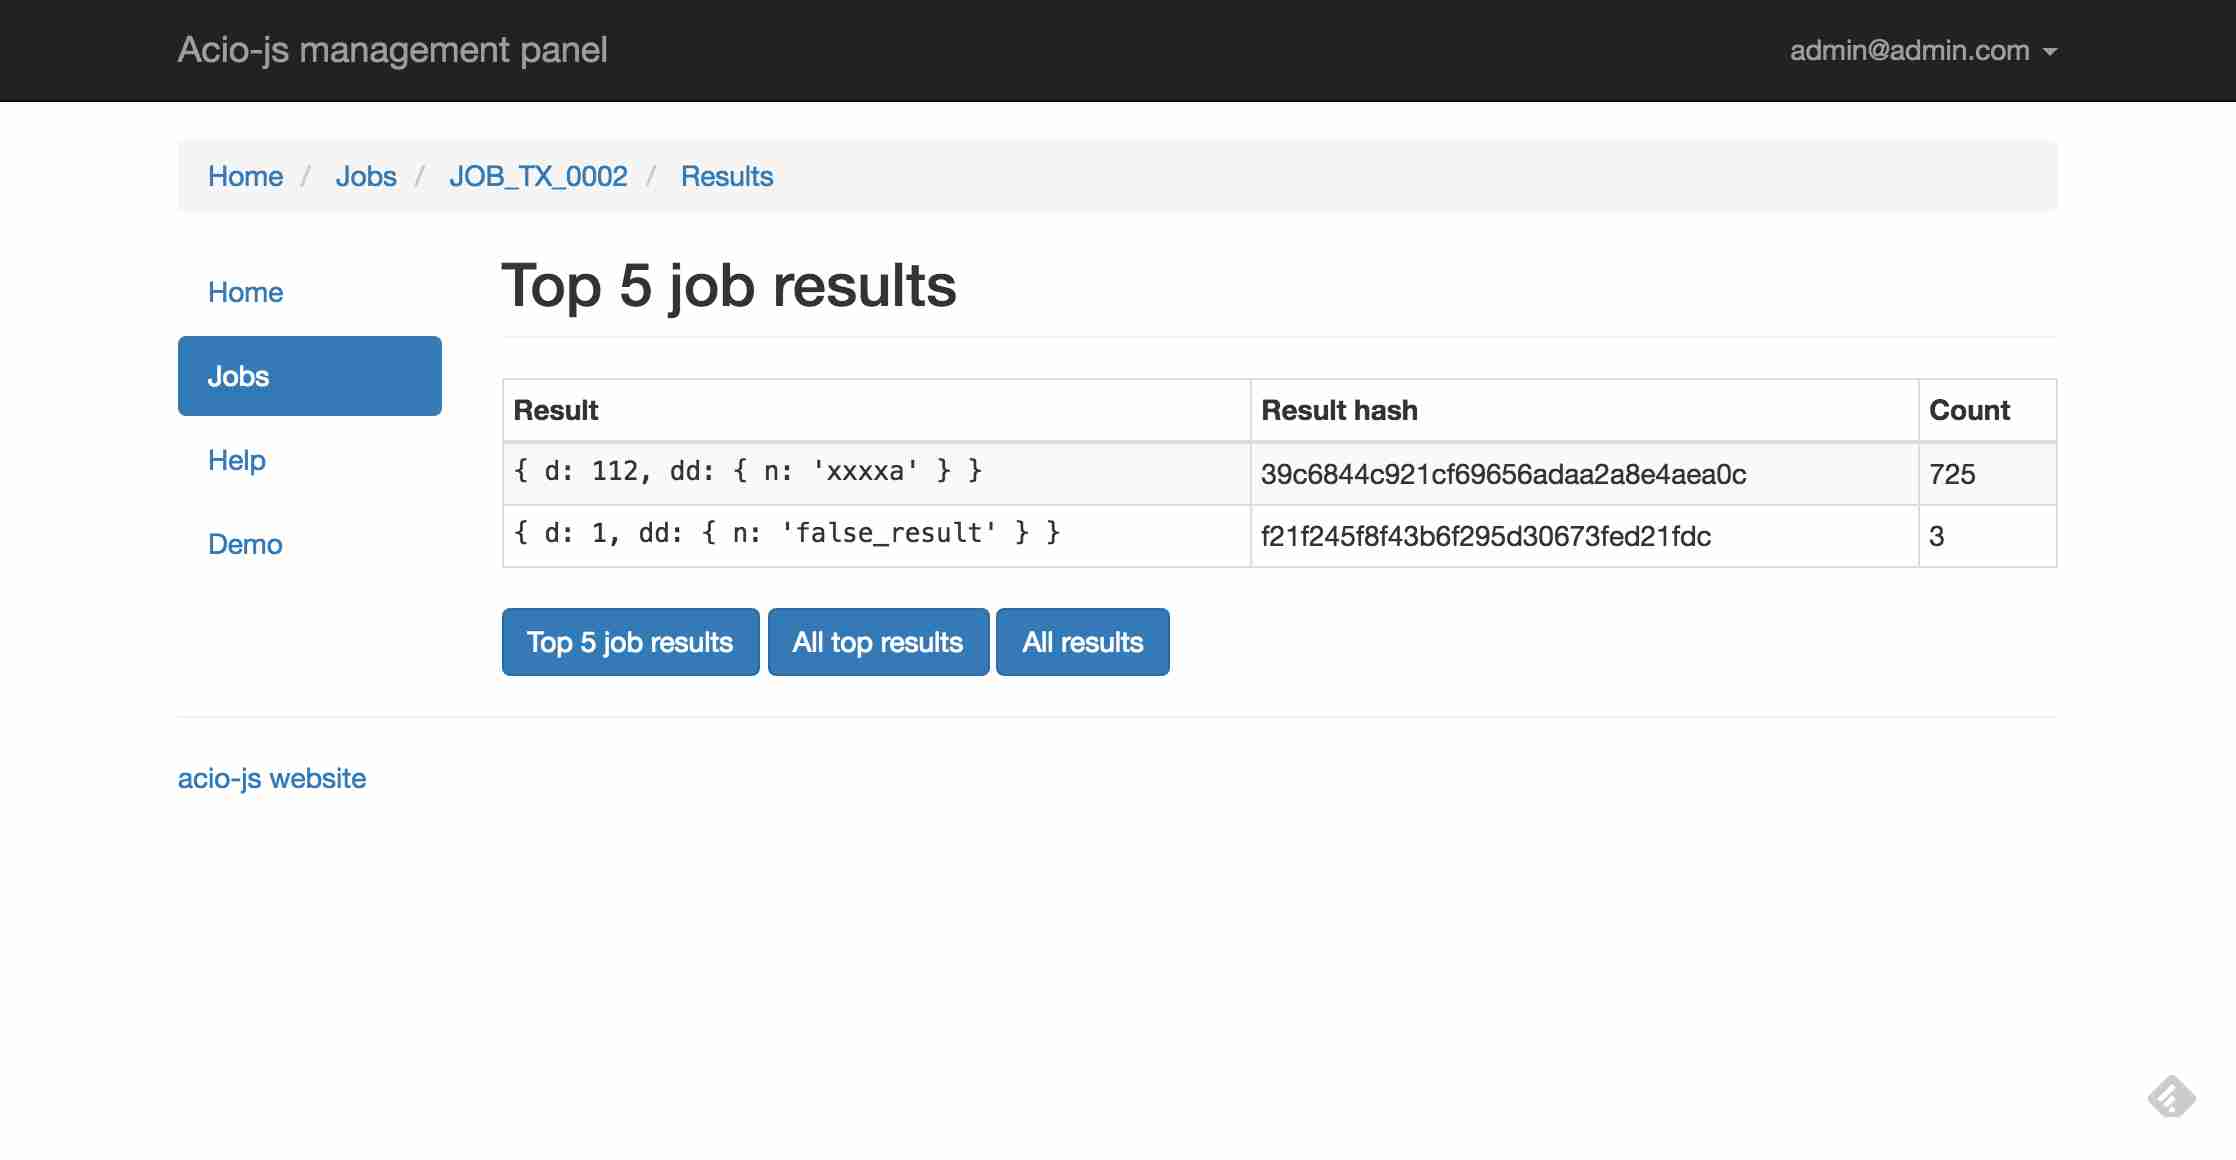 Acio-js management panel admin@admin.com
Home / Jobs / JOB_TX_0002 / Results
Home
Jobs
Help
Demo
Top 5 job results
Result Result hash Count
{ d: 112, dd: { n: 'xxxxa' } } 39c6844c921cf69656adaa2a8e4aea0c 725
{ d: 1, dd: { n: 'false_result' } } f21f245f8f43b6f295d30673fed21fdc 3
Top 5 job results All top results All results
acio-js website